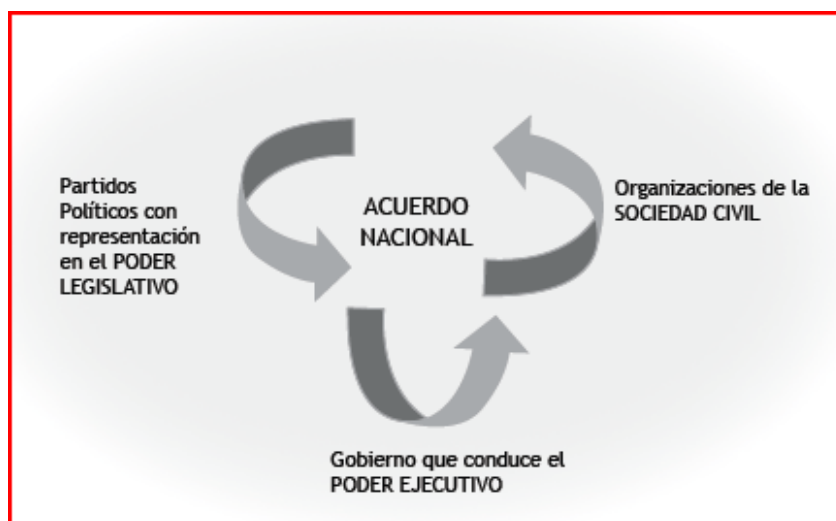 Partidos
Políticos con
representación
en el PODER
LEGISLATIVO
ACUERDO
NACIONAL
Organizaciones de la
SOCIEDAD CIVIL
Gobierno que conduce el
PODER EJECUTIVO